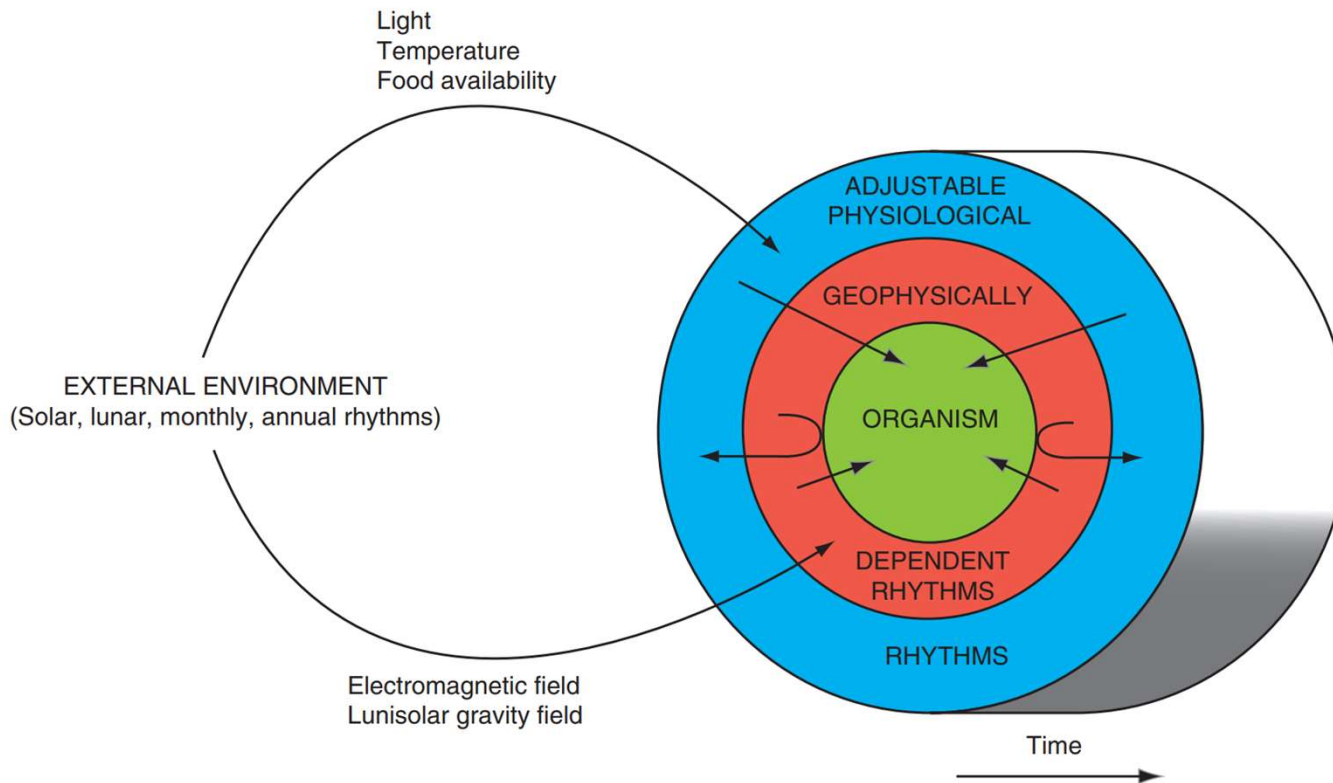 Light
Temperature
Food availability
ADJUSTABLE
PHYSIOLOGICAL
GEOPHYSICALLY
EXTERNAL ENVIRONMENT
(Solar, lunar, monthly, annual rhythms)
ORGANISM
DEPENDENT
RHYTHMS
RHYTHMS
Electromagnetic field
Lunisolar gravity field
Time